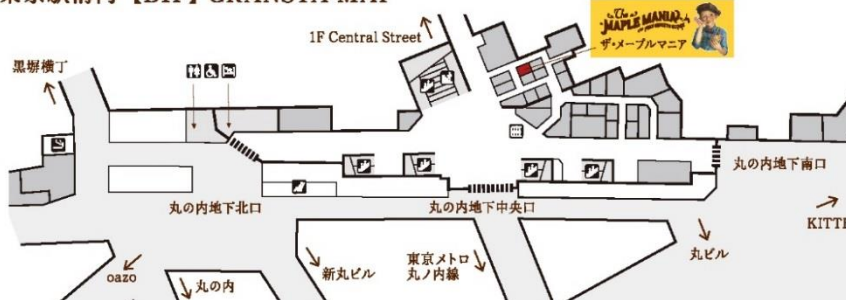 東京駅構内【B1F】GRANSTA MAP
The
MAPLE MANIA
ザ・メープルマニア
1F Central Street
黒塀横丁
丸の内地下南口
丸の内地下北口
丸の内地下中央口
KITTE
丸ビル
oazo
新丸ビル
東京メトロ
丸ノ内線
丸の内